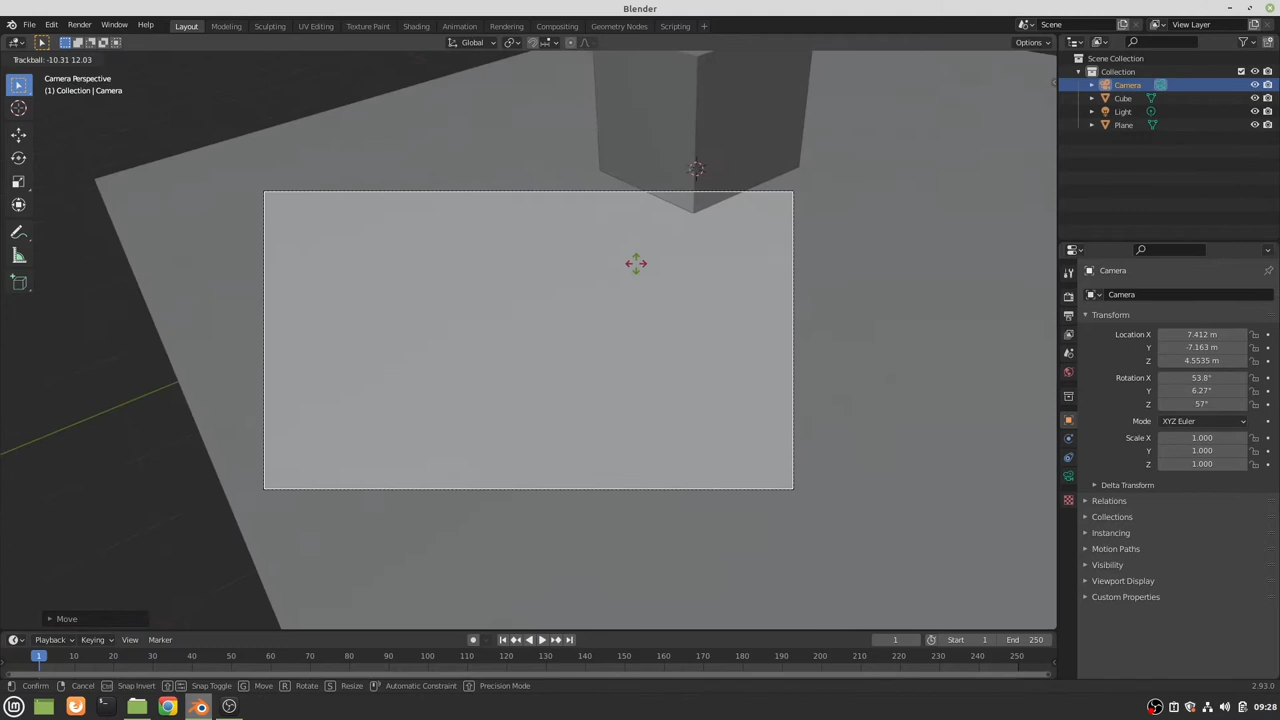 Blender
File Edit Render Window Help Layout Modeling Sculpting UV Editing Texture Paint Shading Animation Rendering Compositing Geometry Nodes Scripting + Scene View Layer
Global Options
Trackball: -10.31 12.03
Camera Perspective
(1) Collection | Camera
Scene Collection
Collection
Camera
Cube
Light
Plane
Camera
Camera
Transform
Location X 7.412 m
Y -7.163 m
Z 4.5535 m
Rotation X 53.8°
Y 6.27°
Z 57°
Mode XYZ Euler
Scale X 1.000
Y 1.000
Z 1.000
Delta Transform
Relations
Collections
Instancing
Motion Paths
Visibility
Viewport Display
Custom Properties
Move
Playback Keying View Marker 1 Start 1 End 250
1 10 20 30 40 50 60 70 80 90 100 110 120 130 140 150 160 170 180 190 200 210 220 230 240 250
Confirm Cancel Snap Invert Snap Toggle G Move R Rotate S Resize Automatic Constraint Precision Mode 2.93.0
09:28